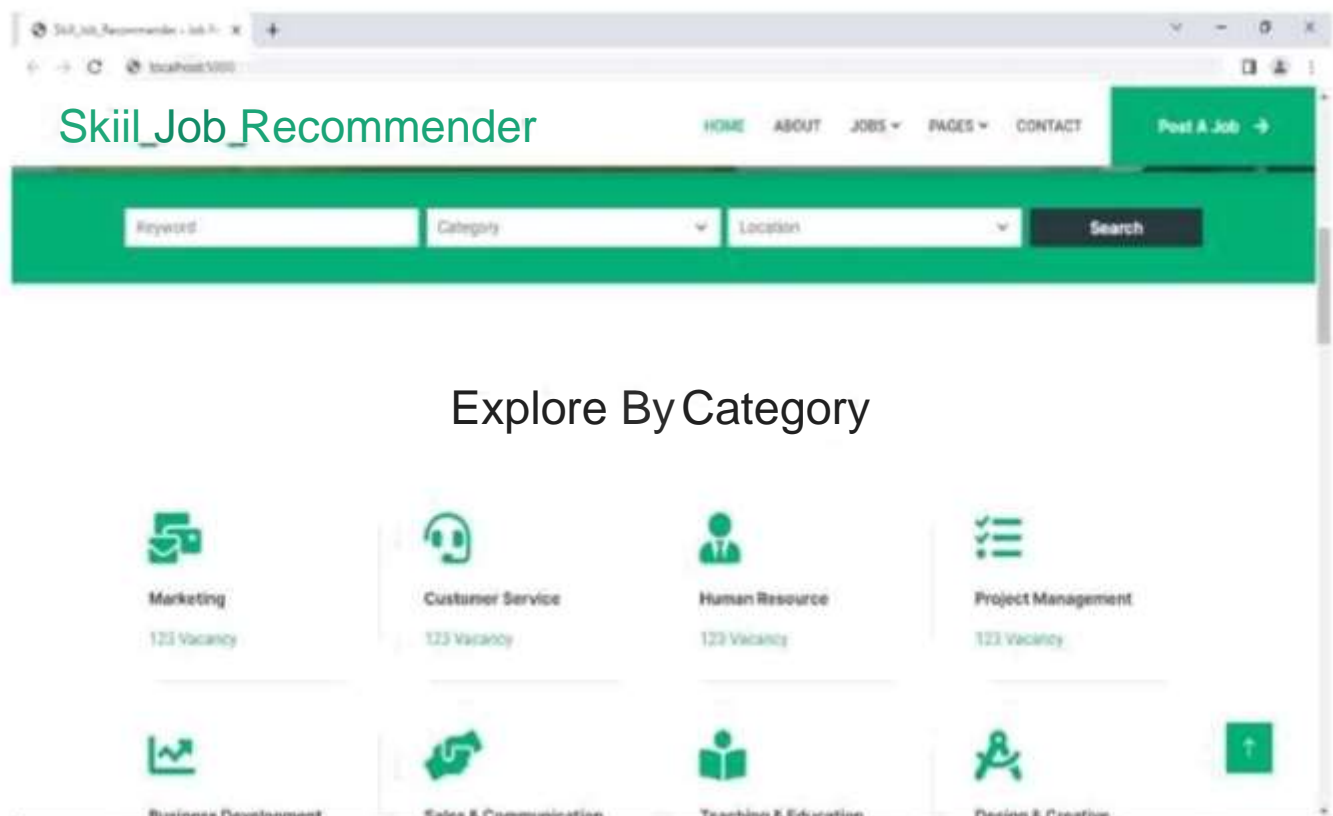 Skiil_Job_Recommender
localhost:5000
Skiil_Job_Recommender
HOME ABOUT JOBS PAGES CONTACT Post A Job
Keyword Category Location Search
Explore By Category
Marketing Customer Service Human Resource Project Management
123 Vacancy 123 Vacancy 123 Vacancy 123 Vacancy
Business Development Sales & Communication Teaching & Education Design & Creative